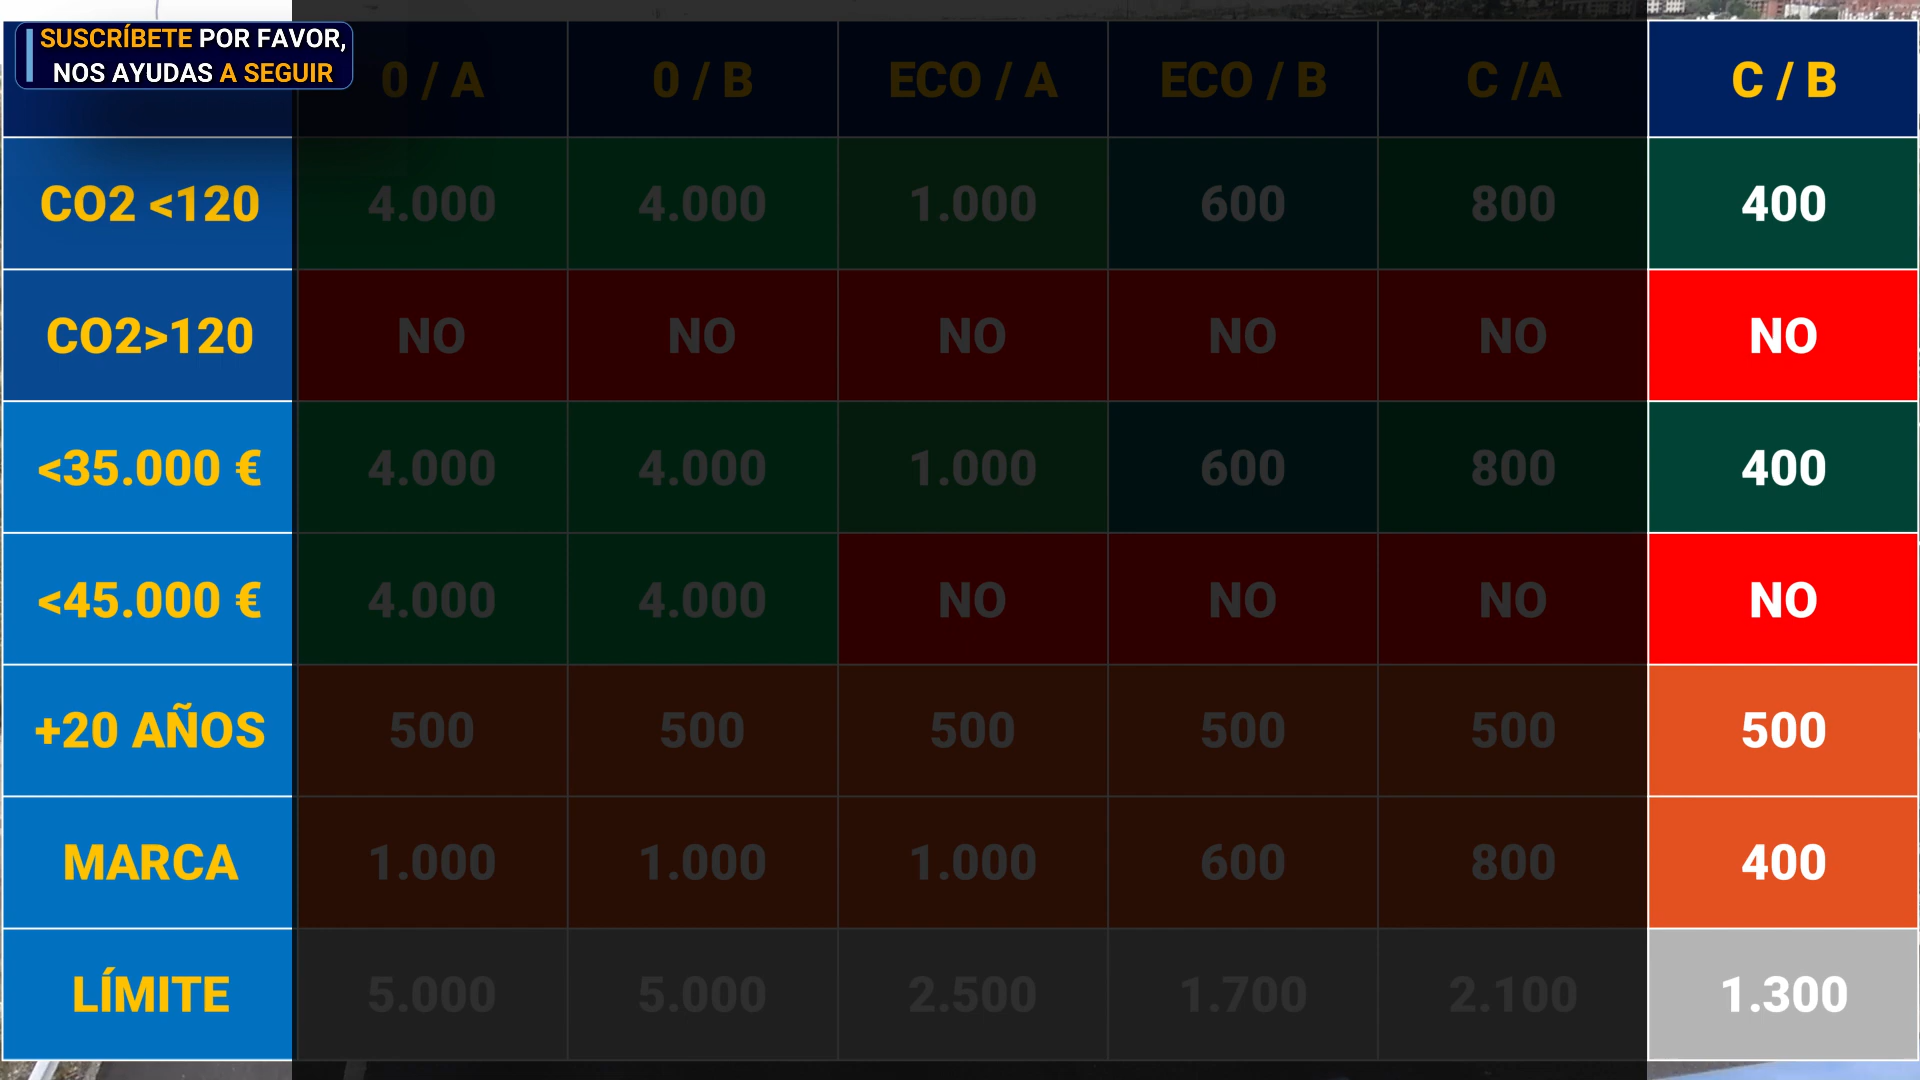 SUSCRÍBETE POR FAVOR,
NOS AYUDAS A SEGUIR
0 / A 0 / B ECO / A ECO / B C /A C / B
CO2 <120 4.000 4.000 1.000 600 800 400
CO2>120 NO NO NO NO NO NO
<35.000 € 4.000 4.000 1.000 600 800 400
<45.000 € 4.000 4.000 NO NO NO NO
+20 AÑOS 500 500 500 500 500 500
MARCA 1.000 1.000 1.000 600 800 400
LÍMITE 5.000 5.000 2.500 1.700 2.100 1.300